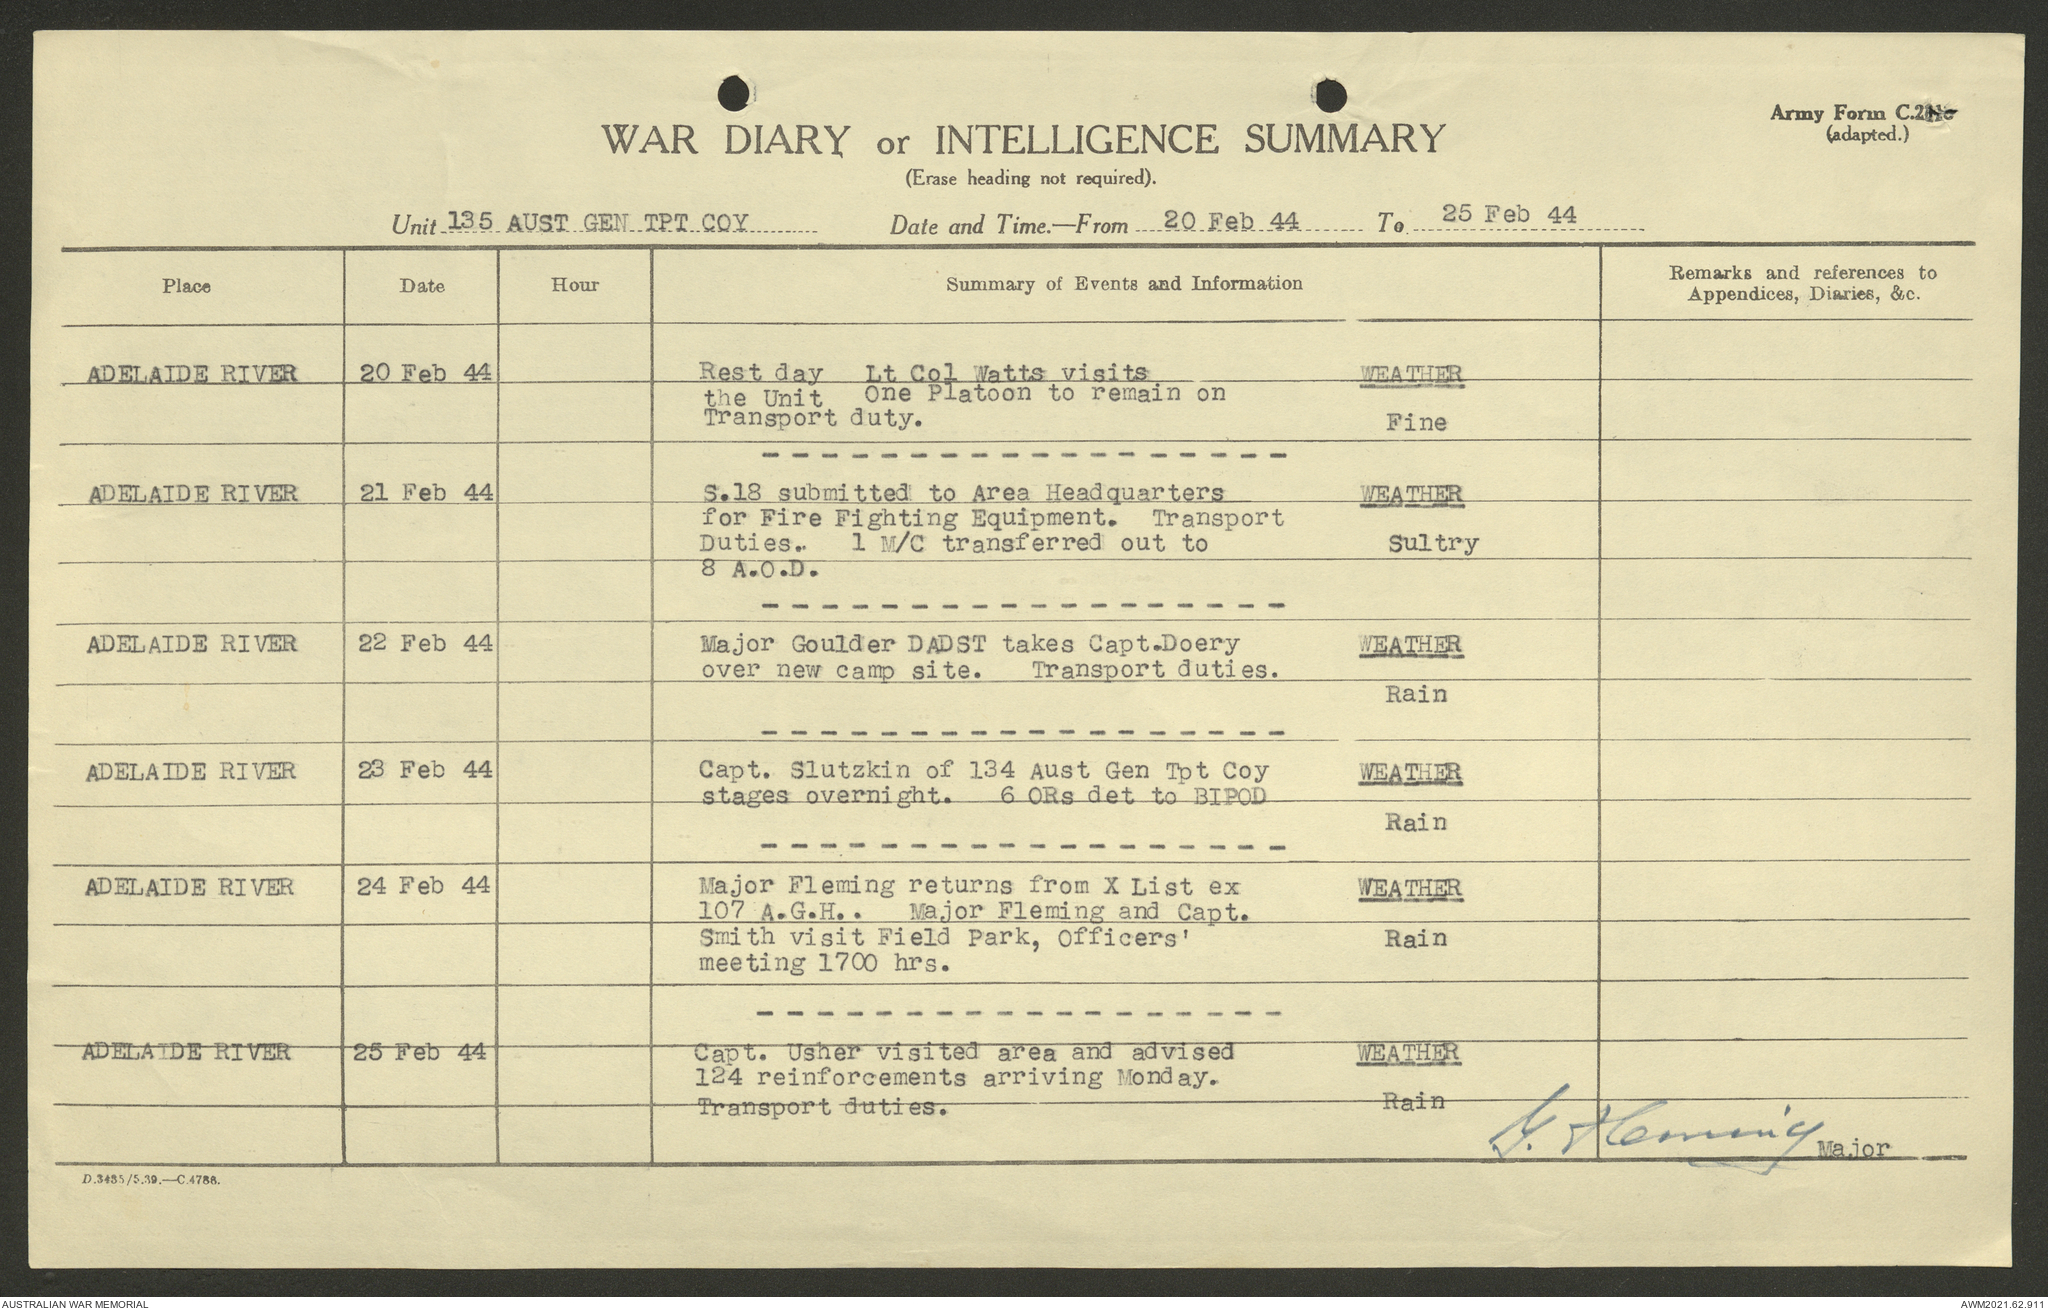 Army Form C.2118
(adapted.)
WAR DIARY or INTELLIGENCE SUMMARY
(Erase heading not required).
Unit 135 AUST GEN TPT COY Date and Time.—From 20 Feb 44 To 25 Feb 44
Place Date Hour Summary of Events and Information Remarks and references to
Appendices, Diaries, &c.
ADELAIDE RIVER 20 Feb 44 Rest day Lt Col Watts visits WEATHER
the Unit One Platoon to remain on
Transport duty. Fine
ADELAIDE RIVER 21 Feb 44 S.18 submitted to Area Headquarters WEATHER
for Fire Fighting Equipment. Transport
Duties. 1 M/C transferred out to Sultry
8 A.O.D.
ADELAIDE RIVER 22 Feb 44 Major Goulder DADST takes Capt.Doery WEATHER
over new camp site. Transport duties.
Rain
ADELAIDE RIVER 23 Feb 44 Capt. Slutzkin of 134 Aust Gen Tpt Coy WEATHER
stages overnight. 6 ORs det to BIPOD
Rain
ADELAIDE RIVER 24 Feb 44 Major Fleming returns from X List ex WEATHER
107 A.G.H.. Major Fleming and Capt.
Smith visit Field Park, Officers' Rain
meeting 1700 hrs.
ADELAIDE RIVER 25 Feb 44 Capt. Usher visited area and advised WEATHER
124 reinforcements arriving Monday.
Transport duties. Rain
Fleming Major
D.3485/5.39.—C.4788.
AUSTRALIAN WAR MEMORIAL AWM2021.62.911